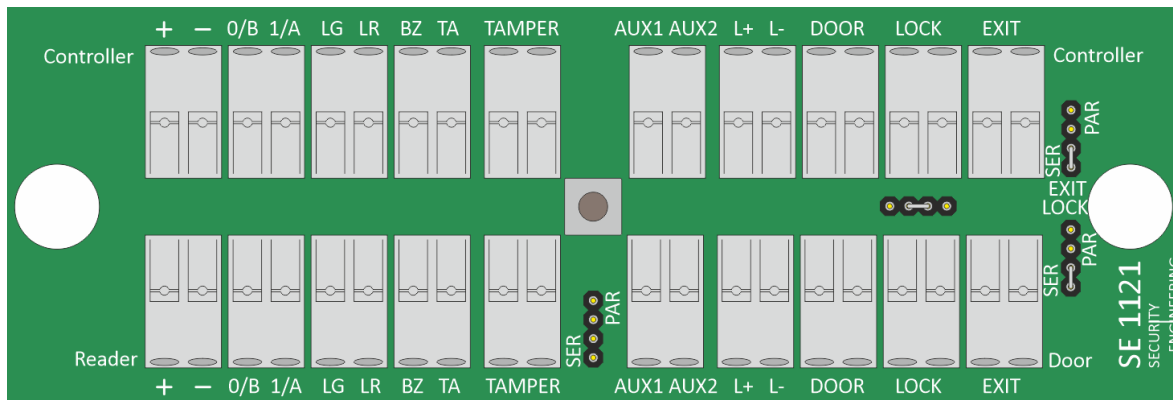 + − 0/B 1/A LG LR BZ TA TAMPER AUX1 AUX2 L+ L- DOOR LOCK EXIT
Controller
Controller
PAR
SER
EXIT
LOCK
PAR
SER
PAR
SER
SE 1121
SECURITY
ENGINEERING
Reader
Door
+ − 0/B 1/A LG LR BZ TA TAMPER AUX1 AUX2 L+ L- DOOR LOCK EXIT